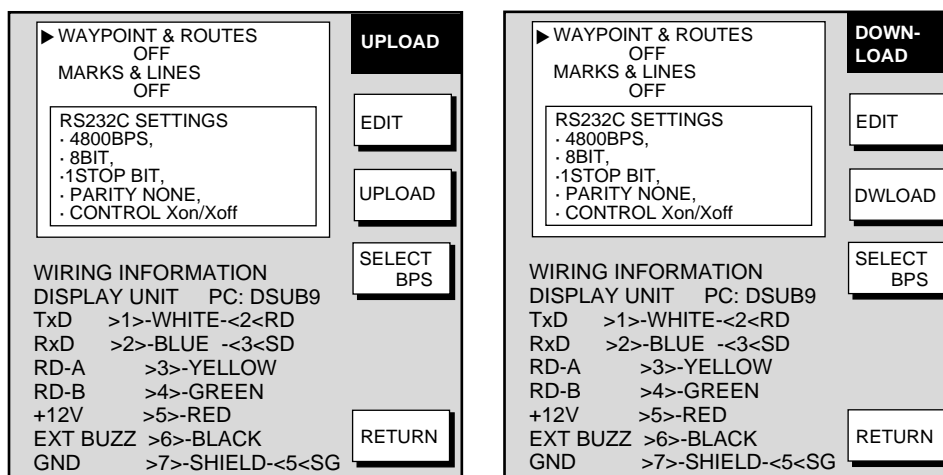 WAYPOINT & ROUTES
OFF
MARKS & LINES
OFF
RS232C SETTINGS
· 4800BPS,
· 8BIT,
·1STOP BIT,
· PARITY NONE,
· CONTROL Xon/Xoff
WIRING INFORMATION
DISPLAY UNIT PC: DSUB9
TxD >1>-WHITE-<2<RD
RxD >2>-BLUE -<3<SD
RD-A >3>-YELLOW
RD-B >4>-GREEN
+12V >5>-RED
EXT BUZZ >6>-BLACK
GND >7>-SHIELD-<5<SG
UPLOAD
EDIT
UPLOAD
SELECT
BPS
RETURN
WAYPOINT & ROUTES
OFF
MARKS & LINES
OFF
RS232C SETTINGS
· 4800BPS,
· 8BIT,
·1STOP BIT,
· PARITY NONE,
· CONTROL Xon/Xoff
WIRING INFORMATION
DISPLAY UNIT PC: DSUB9
TxD >1>-WHITE-<2<RD
RxD >2>-BLUE -<3<SD
RD-A >3>-YELLOW
RD-B >4>-GREEN
+12V >5>-RED
EXT BUZZ >6>-BLACK
GND >7>-SHIELD-<5<SG
DOWN-
LOAD
EDIT
DWLOAD
SELECT
BPS
RETURN